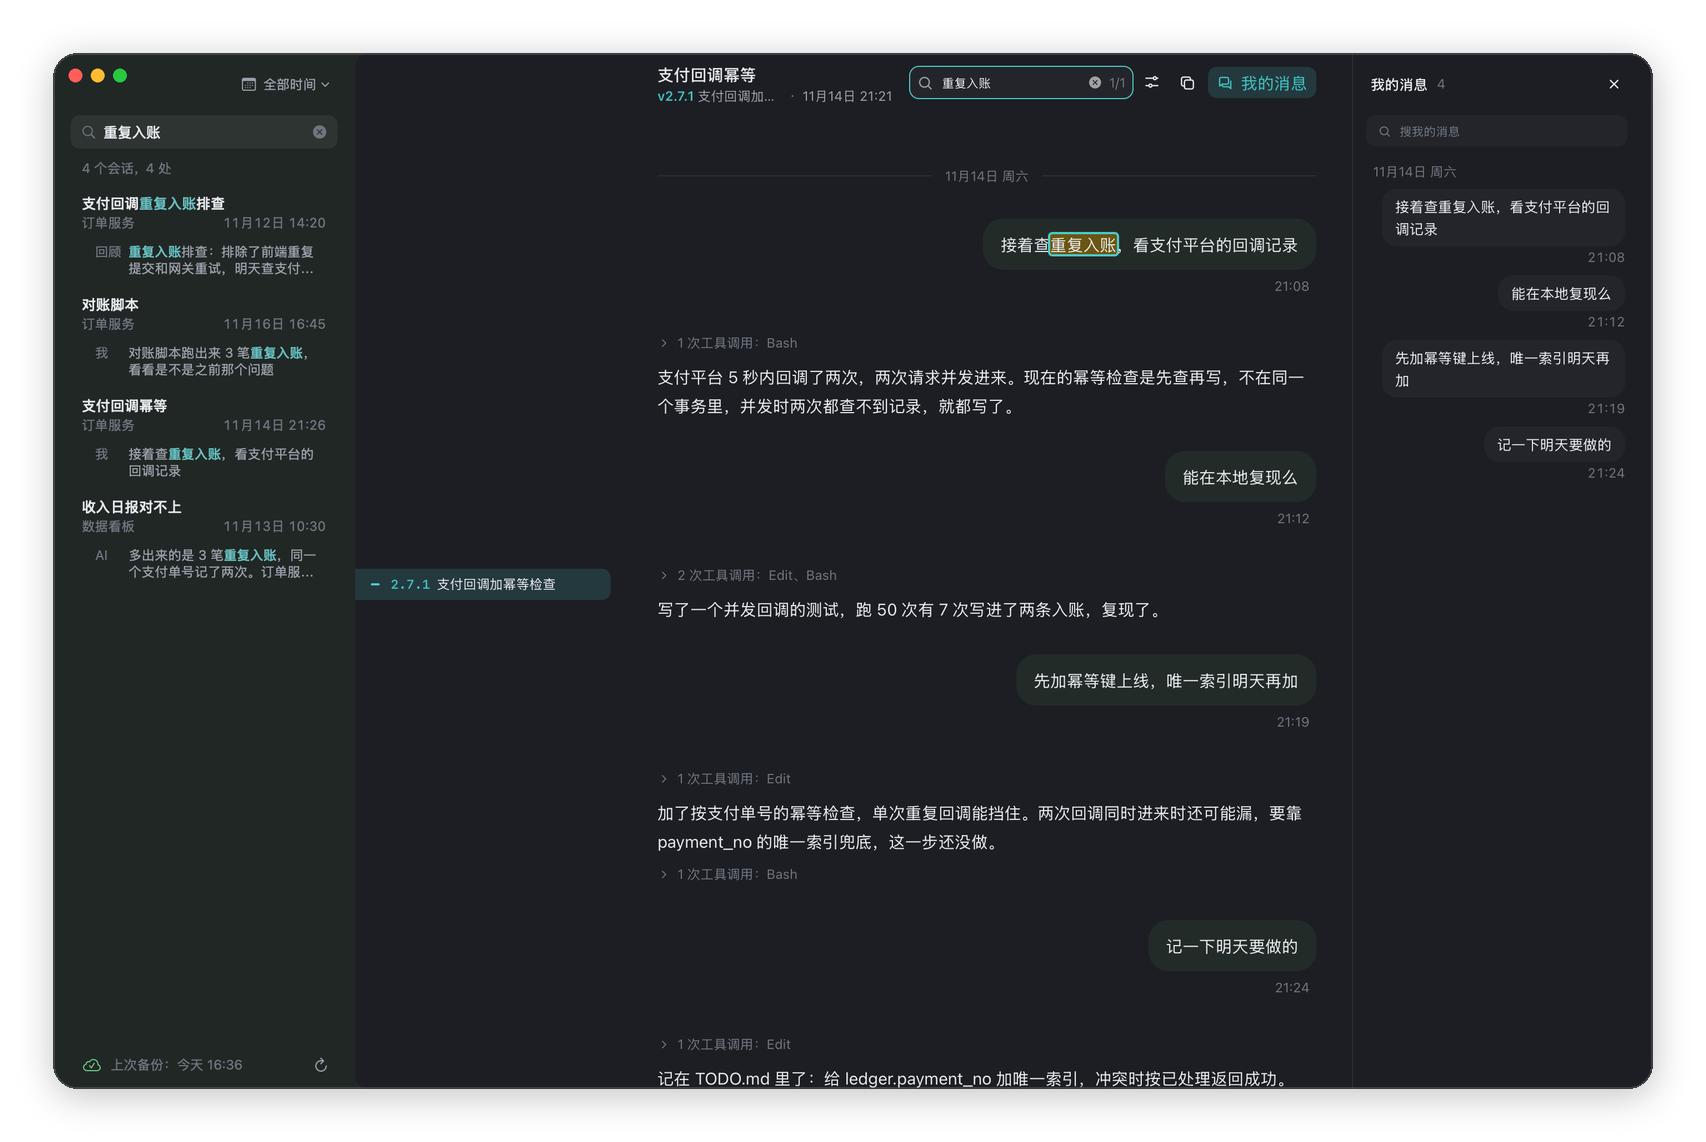 全部时间
重复入账
4 个会话，4 处
支付回调重复入账排查
订单服务 11月12日 14:20
回顾 重复入账排查：排除了前端重复
提交和网关重试，明天查支付...
对账脚本
订单服务 11月16日 16:45
我 对账脚本跑出来 3 笔重复入账，
看看是不是之前那个问题
支付回调幂等
订单服务 11月14日 21:26
我 接着查重复入账，看支付平台的
回调记录
收入日报对不上
数据看板 11月13日 10:30
AI 多出来的是 3 笔重复入账，同一
个支付单号记了两次。订单服...
上次备份：今天 16:36
2.7.1 支付回调加幂等检查
支付回调幂等
v2.7.1 支付回调加... · 11月14日 21:21
重复入账 1/1
我的消息
11月14日 周六
接着查重复入账，看支付平台的回调记录
21:08
1 次工具调用：Bash
支付平台 5 秒内回调了两次，两次请求并发进来。现在的幂等检查是先查再写，不在同一
个事务里，并发时两次都查不到记录，就都写了。
能在本地复现么
21:12
2 次工具调用：Edit、Bash
写了一个并发回调的测试，跑 50 次有 7 次写进了两条入账，复现了。
先加幂等键上线，唯一索引明天再加
21:19
1 次工具调用：Edit
加了按支付单号的幂等检查，单次重复回调能挡住。两次回调同时进来时还可能漏，要靠
payment_no 的唯一索引兜底，这一步还没做。
1 次工具调用：Bash
记一下明天要做的
21:24
1 次工具调用：Edit
记在 TODO.md 里了：给 ledger.payment_no 加唯一索引，冲突时按已处理返回成功。
我的消息 4
搜我的消息
11月14日 周六
接着查重复入账，看支付平台的回
调记录
21:08
能在本地复现么
21:12
先加幂等键上线，唯一索引明天再
加
21:19
记一下明天要做的
21:24